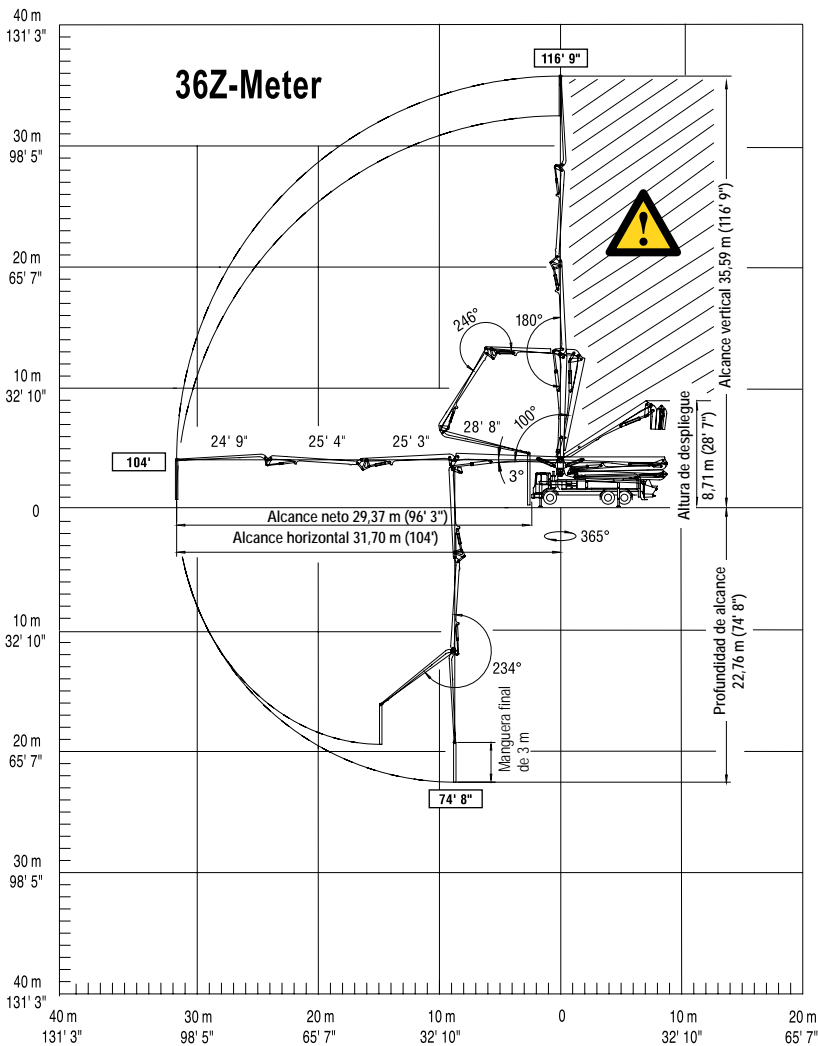 40 m
131' 3"
36Z-Meter
116' 9"
30 m
98' 5"
Alcance vertical 35,59 m (116' 9")
20 m
65' 7"
246°
180°
10 m
32' 10"
100°
24' 9"
25' 4"
25' 3"
28' 8"
3°
104'
Altura de despliegue
8,71 m (28' 7")
0
Alcance neto 29,37 m (96' 3")
Alcance horizontal 31,70 m (104')
365°
10 m
32' 10"
234°
Profundidad de alcance
22,76 m (74' 8")
Manguera final
de 3 m
20 m
65' 7"
74' 8"
30 m
98' 5"
40 m
131' 3"
40 m
131' 3"
30 m
98' 5"
20 m
65' 7"
10 m
32' 10"
0
10 m
32' 10"
20 m
65' 7"